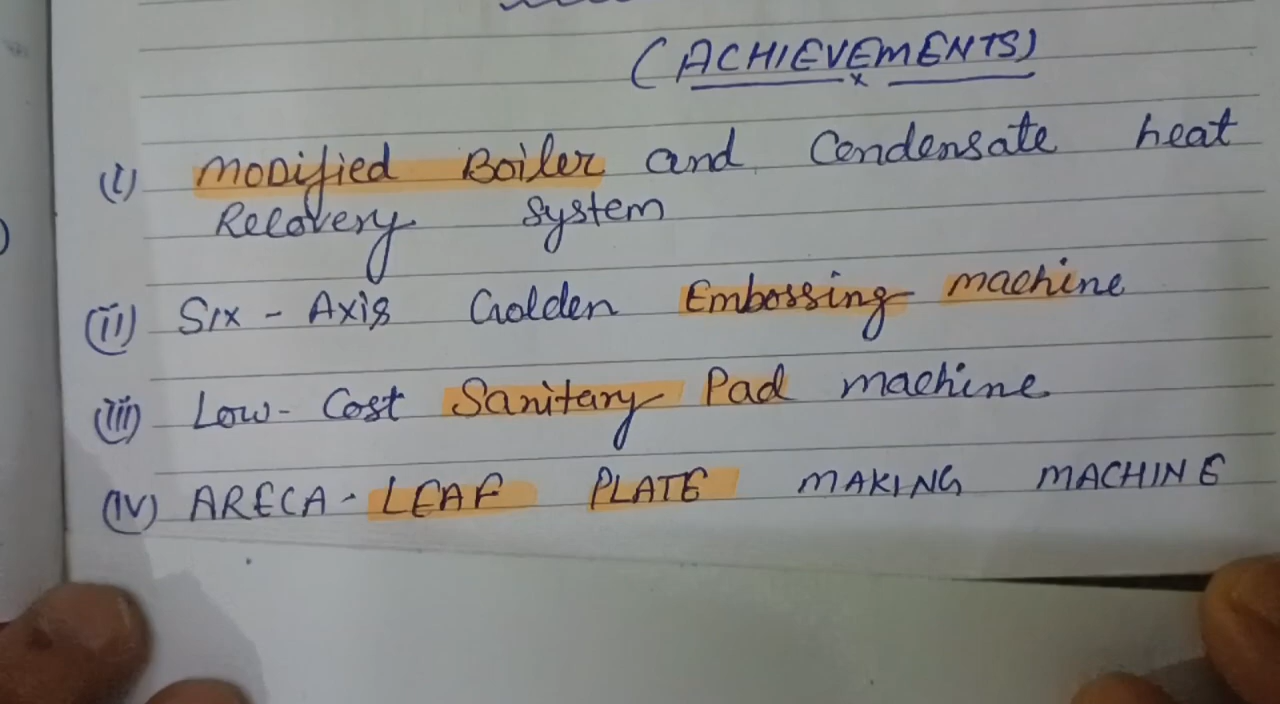 (ACHIEVEMENTS)
(i) Modified Boiler and Condensate heat
Recovery System
(ii) Six - Axis Golden Embossing machine
(iii) Low - Cost Sanitary Pad machine
(iv) ARECA - LEAF PLATE MAKING MACHINE